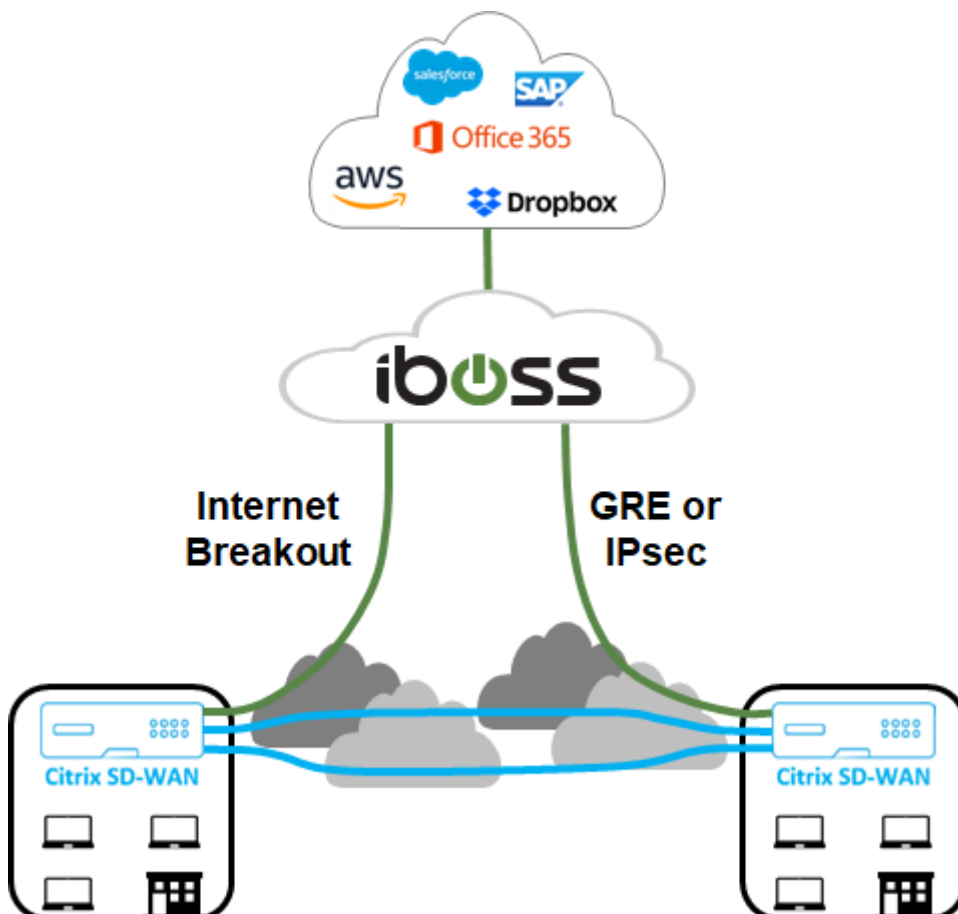 salesforce
SAP
Office 365
aws
Dropbox
iboss
Internet
Breakout
GRE or
IPsec
Citrix SD-WAN
Citrix SD-WAN